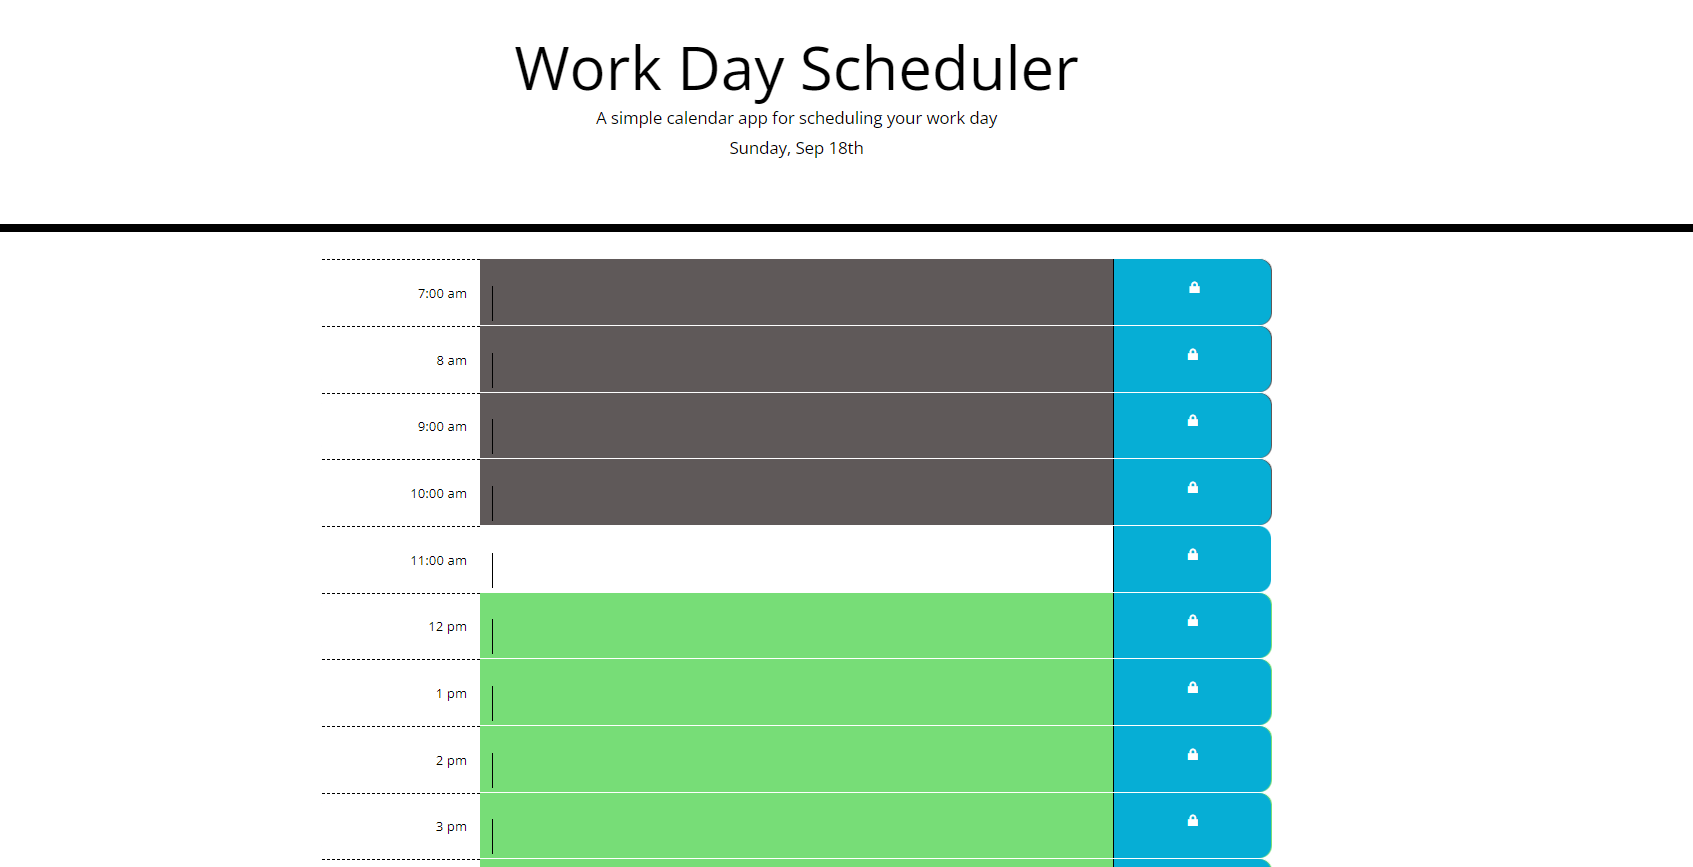 Work Day Scheduler
A simple calendar app for scheduling your work day
Sunday, Sep 18th
7:00 am
8 am
9:00 am
10:00 am
11:00 am
12 pm
1 pm
2 pm
3 pm